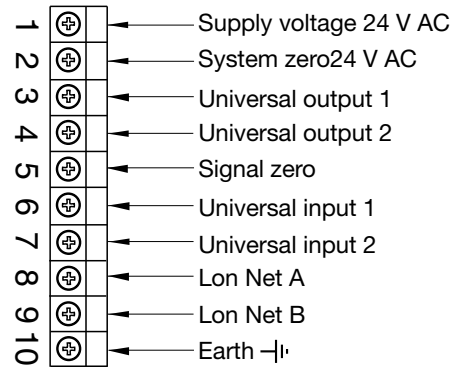 1 Supply voltage 24 V AC
2 System zero24 V AC
3 Universal output 1
4 Universal output 2
5 Signal zero
6 Universal input 1
7 Universal input 2
8 Lon Net A
9 Lon Net B
10 Earth